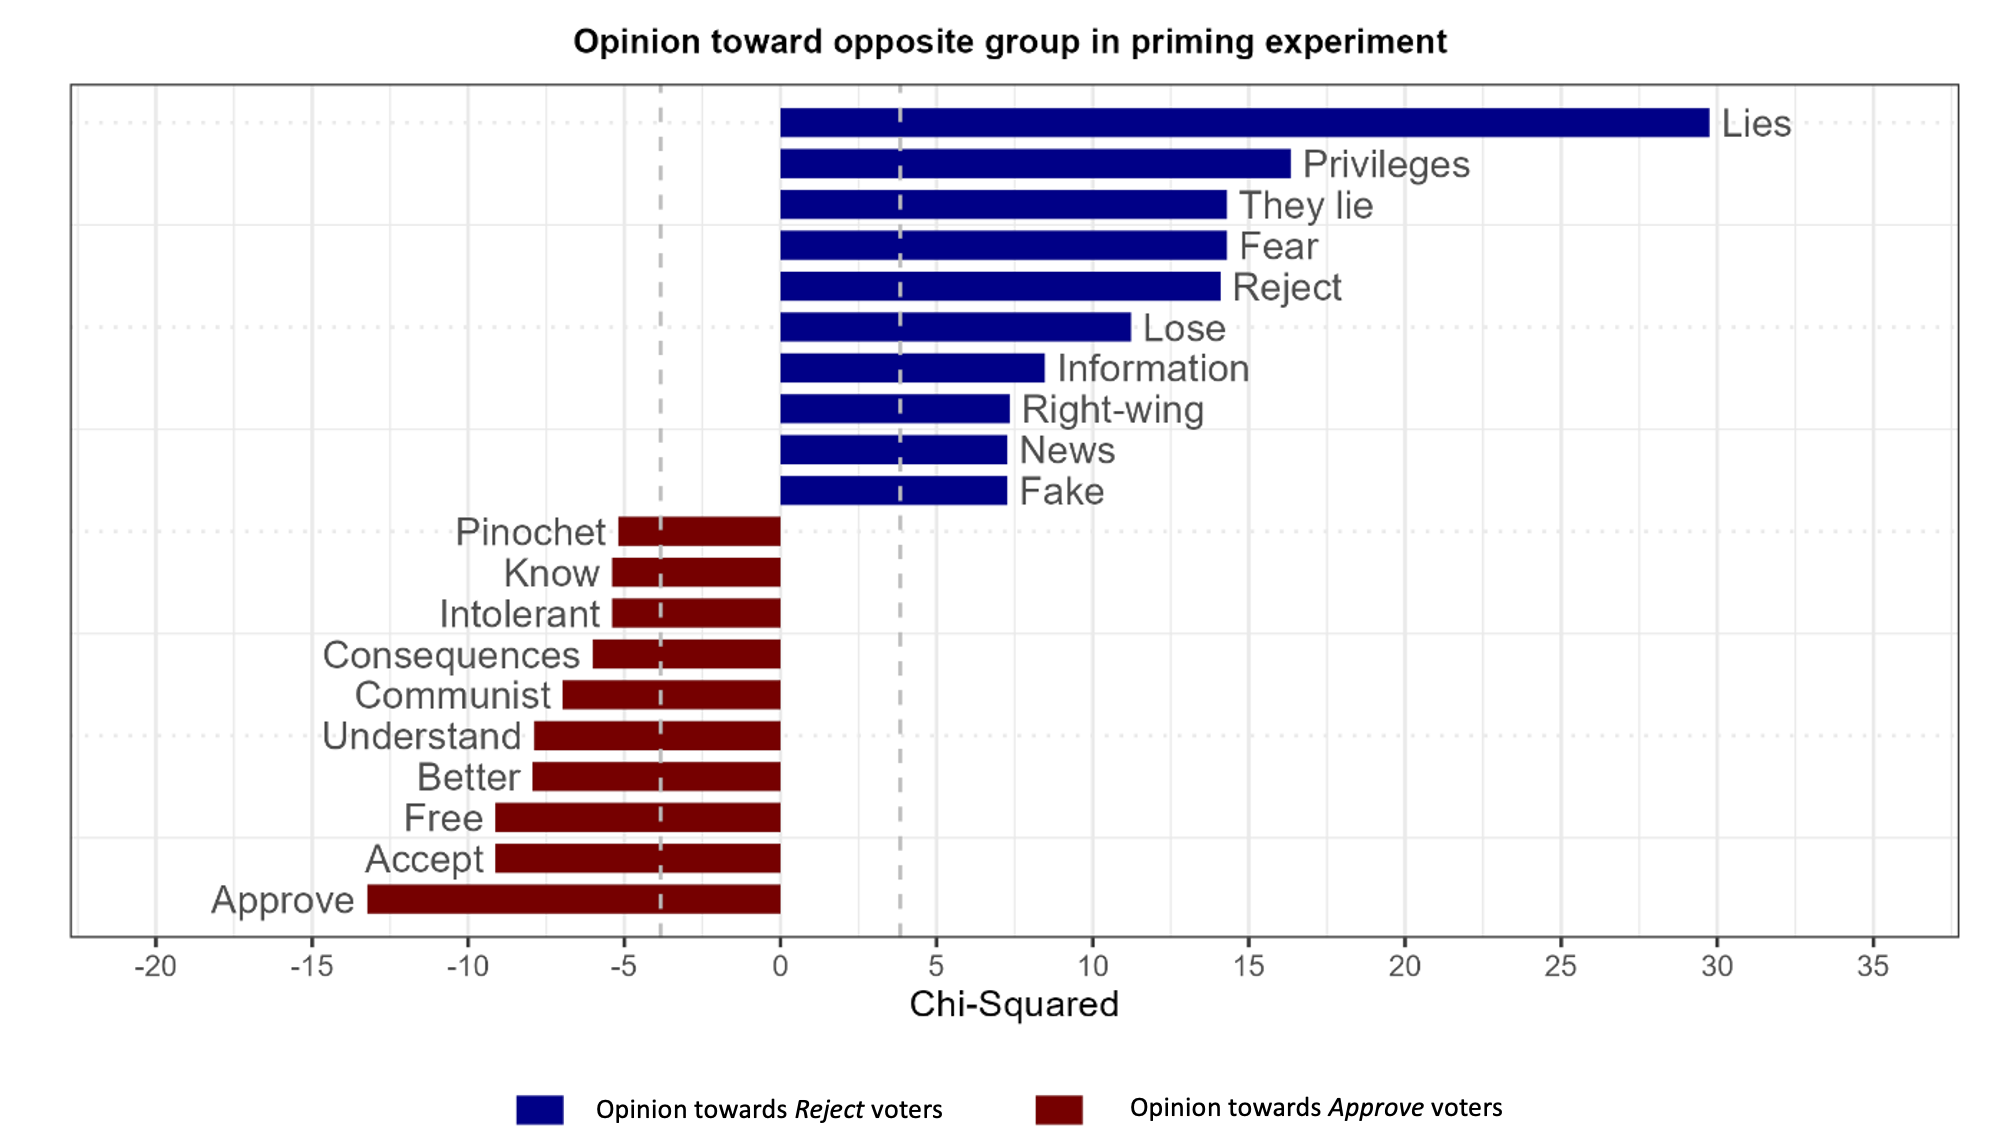 Opinion toward opposite group in priming experiment
Lies
Privileges
They lie
Fear
Reject
Lose
Information
Right-wing
News
Fake
Pinochet
Know
Intolerant
Consequences
Communist
Understand
Better
Free
Accept
Approve
-20 -15 -10 -5 0 5 10 15 20 25 30 35
Chi-Squared
Opinion towards Reject voters Opinion towards Approve voters